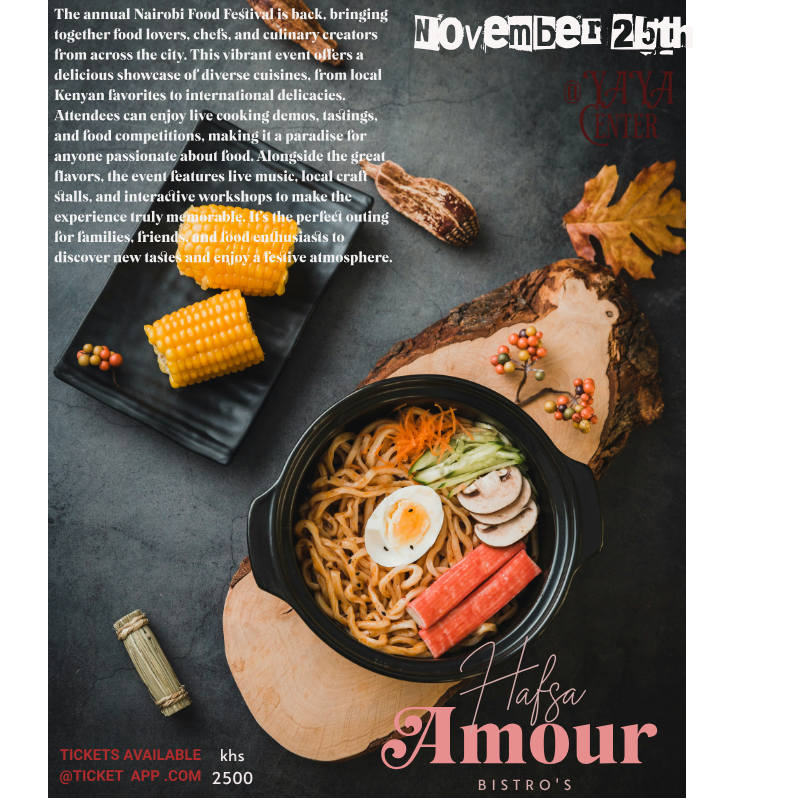 The annual Nairobi Food Festival is back, bringing
together food lovers, chefs, and culinary creators
from across the city. This vibrant event offers a
delicious showcase of diverse cuisines, from local
Kenyan favorites to international delicacies.
Attendees can enjoy live cooking demos, tastings,
and food competitions, making it a paradise for
anyone passionate about food. Alongside the great
flavors, the event features live music, local craft
stalls, and interactive workshops to make the
experience truly memorable. It's the perfect outing
for families, friends, and food enthusiasts to
discover new tastes and enjoy a festive atmosphere.
November 25th
@ YAYA
CENTER
Hafsa
Amour
BISTRO'S
TICKETS AVAILABLE
@TICKET APP .COM
khs
2500